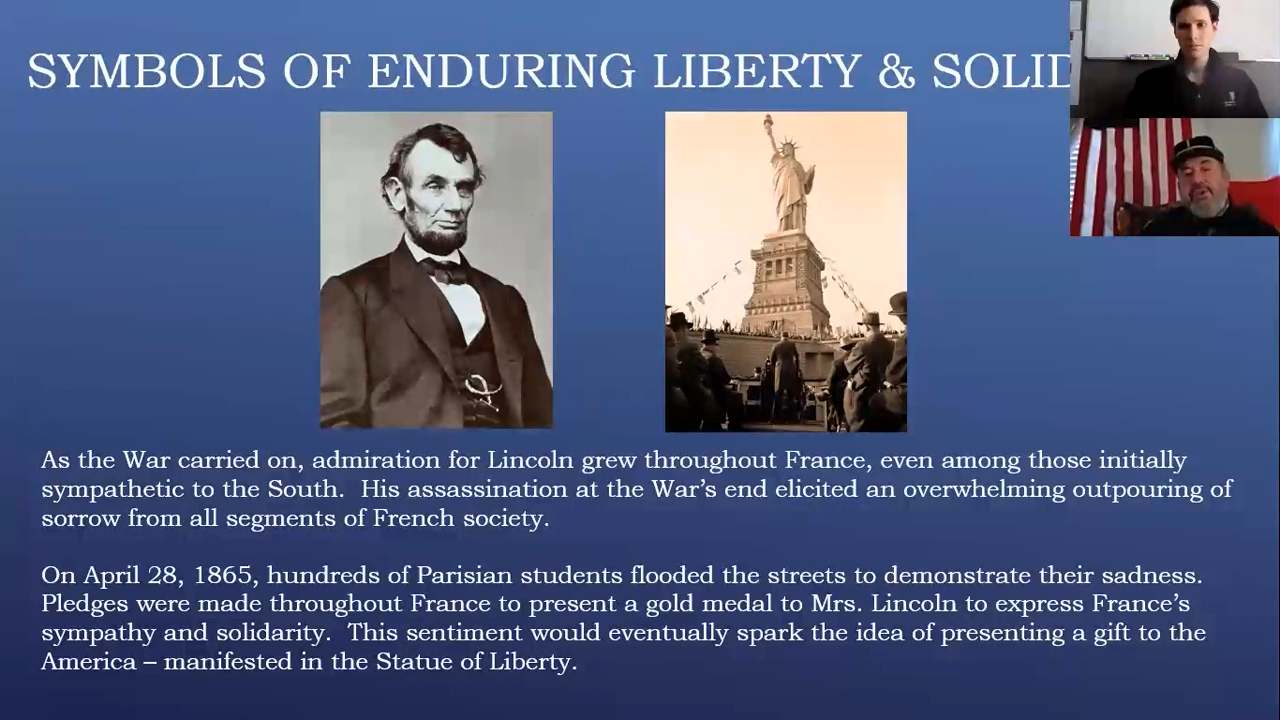 SYMBOLS OF ENDURING LIBERTY & SOLID
As the War carried on, admiration for Lincoln grew throughout France, even among those initially
sympathetic to the South.  His assassination at the War's end elicited an overwhelming outpouring of
sorrow from all segments of French society.
On April 28, 1865, hundreds of Parisian students flooded the streets to demonstrate their sadness.
Pledges were made throughout France to present a gold medal to Mrs. Lincoln to express France's
sympathy and solidarity.  This sentiment would eventually spark the idea of presenting a gift to the
America – manifested in the Statue of Liberty.